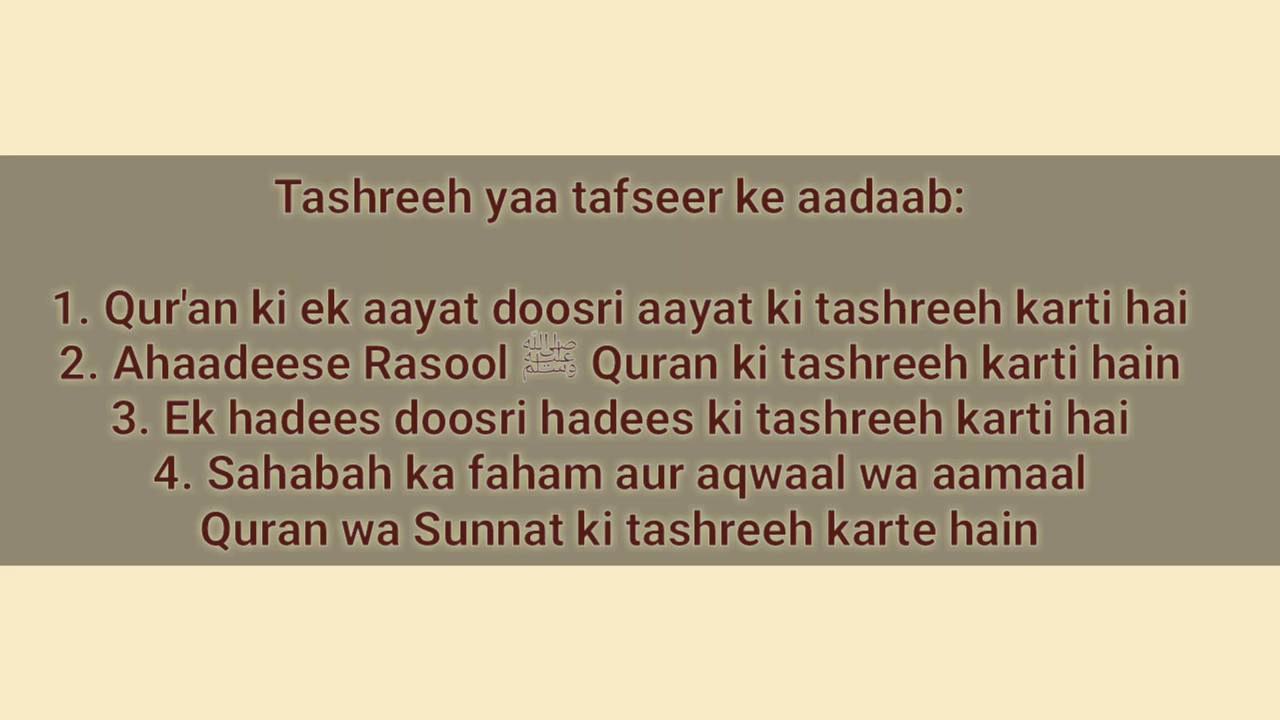 Tashreeh yaa tafseer ke aadaab:
1. Qur'an ki ek aayat doosri aayat ki tashreeh karti hai
2. Ahaadeese Rasool ﷺ Quran ki tashreeh karti hain
3. Ek hadees doosri hadees ki tashreeh karti hai
4. Sahabah ka faham aur aqwaal wa aamaal
Quran wa Sunnat ki tashreeh karte hain